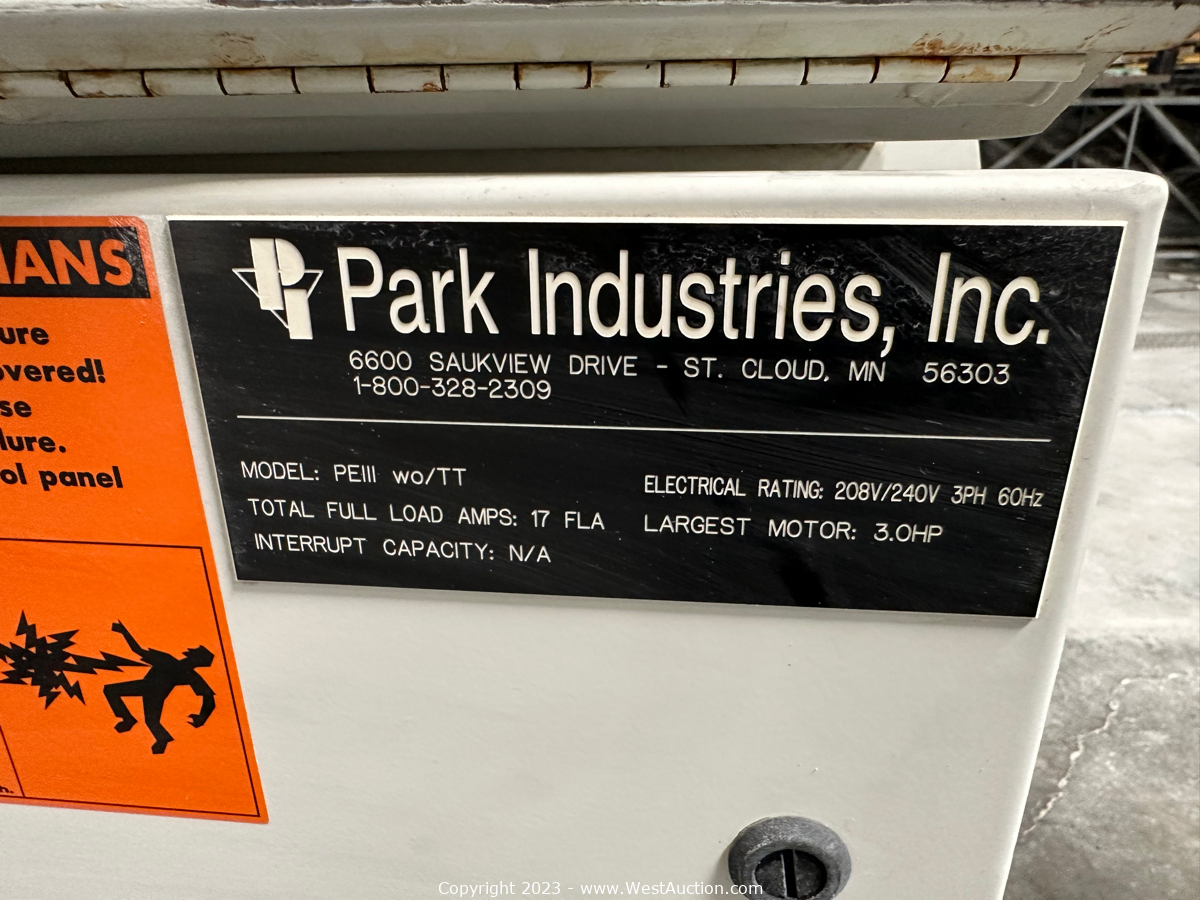 MANS
ure
overed!
se
lure.
ol panel
h.
PI
Park Industries, Inc.
6600 SAUKVIEW DRIVE - ST. CLOUD, MN 56303
1-800-328-2309
MODEL: PEIII wo/TT
ELECTRICAL RATING: 208V/240V 3PH 60Hz
TOTAL FULL LOAD AMPS: 17 FLA
LARGEST MOTOR: 3.0HP
INTERRUPT CAPACITY: N/A
Copyright 2023 - www.WestAuction.com